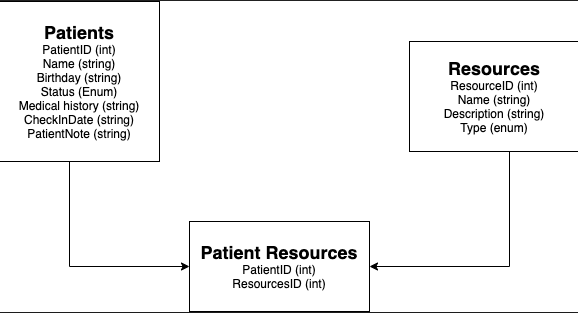 Patients
PatientID (int)
Name (string)
Birthday (string)
Status (Enum)
Medical history (string)
CheckInDate (string)
PatientNote (string)
Resources
ResourceID (int)
Name (string)
Description (string)
Type (enum)
Patient Resources
PatientID (int)
ResourcesID (int)